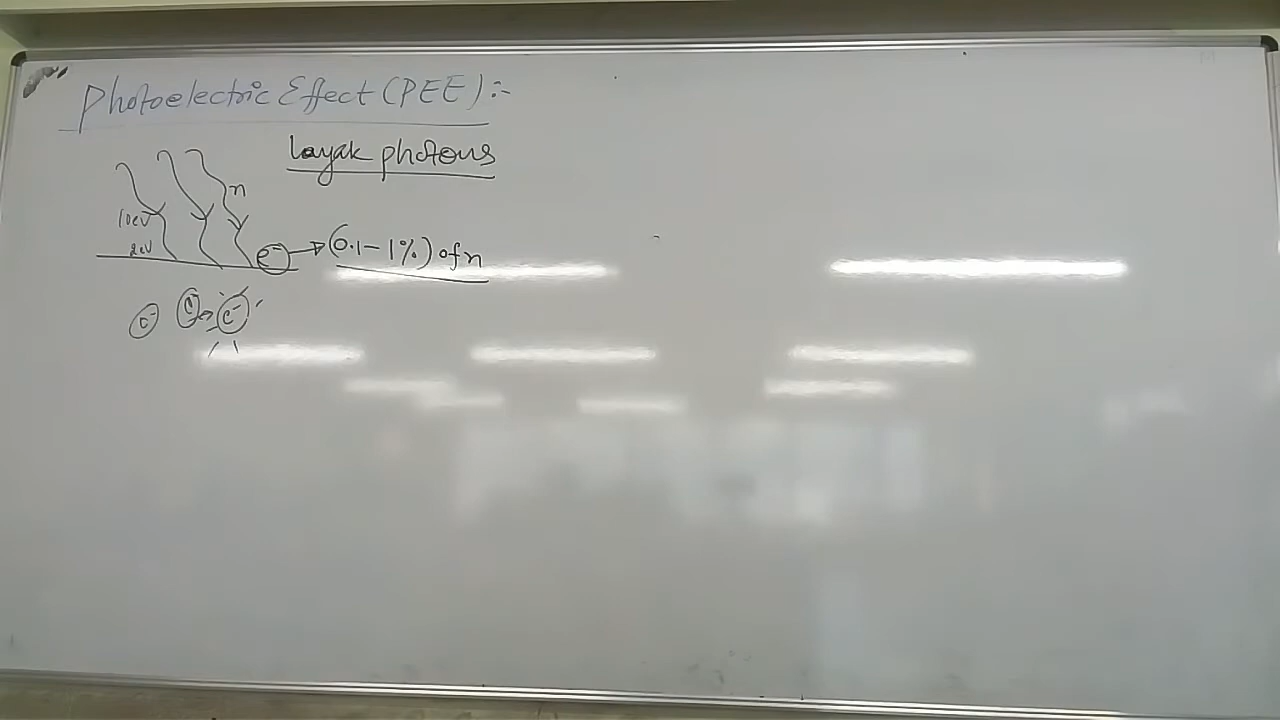 Photoelectric Effect (PEE):-
Layak photons
n
10eV
2eV
e⁻ → (0.1-1%) of n
e⁻ e⁻ e⁻